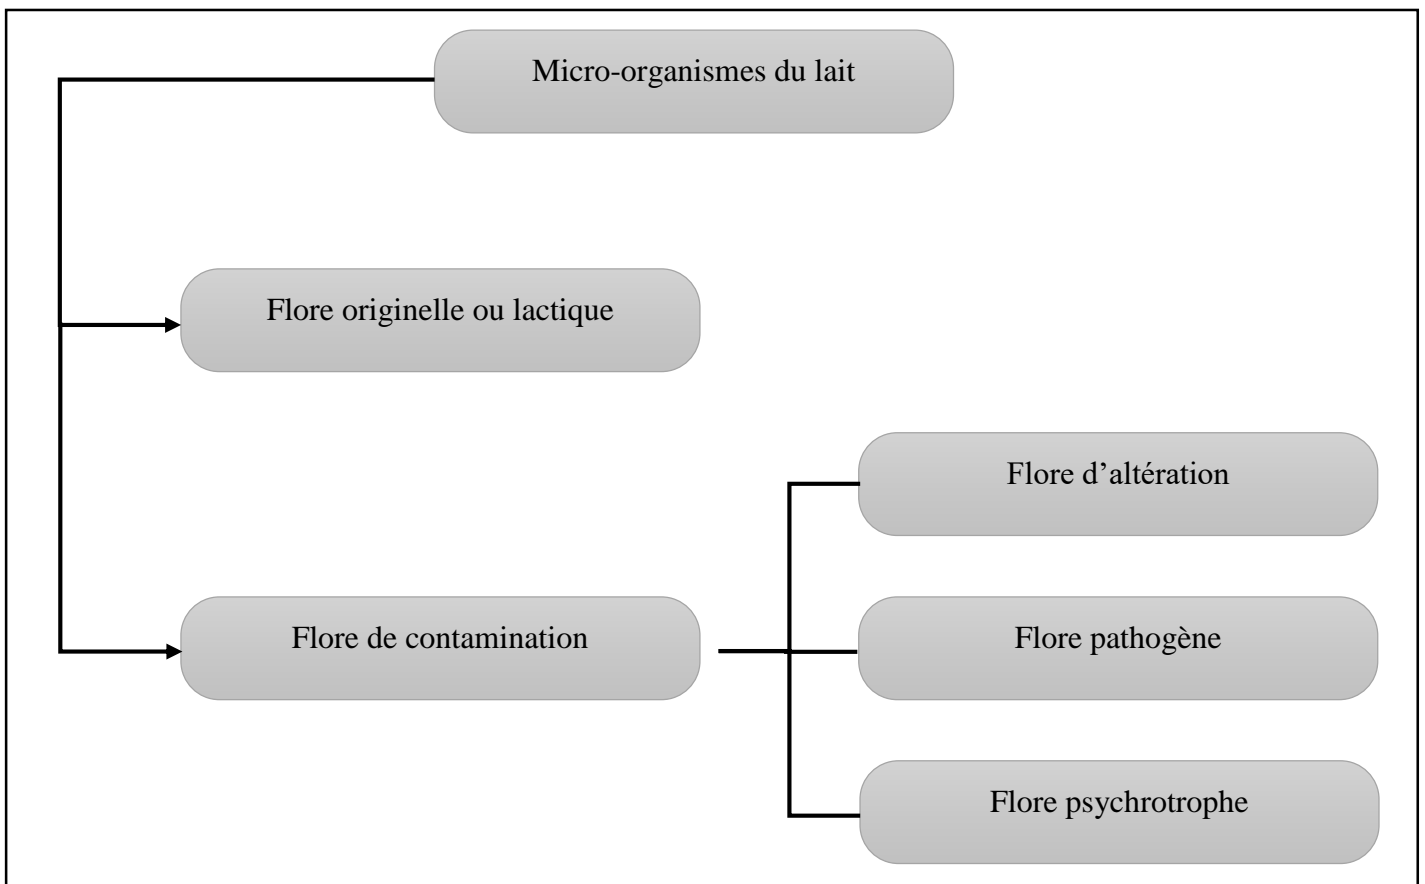 Micro-organismes du lait
Flore originelle ou lactique
Flore d’altération
Flore de contamination
Flore pathogène
Flore psychrotrophe